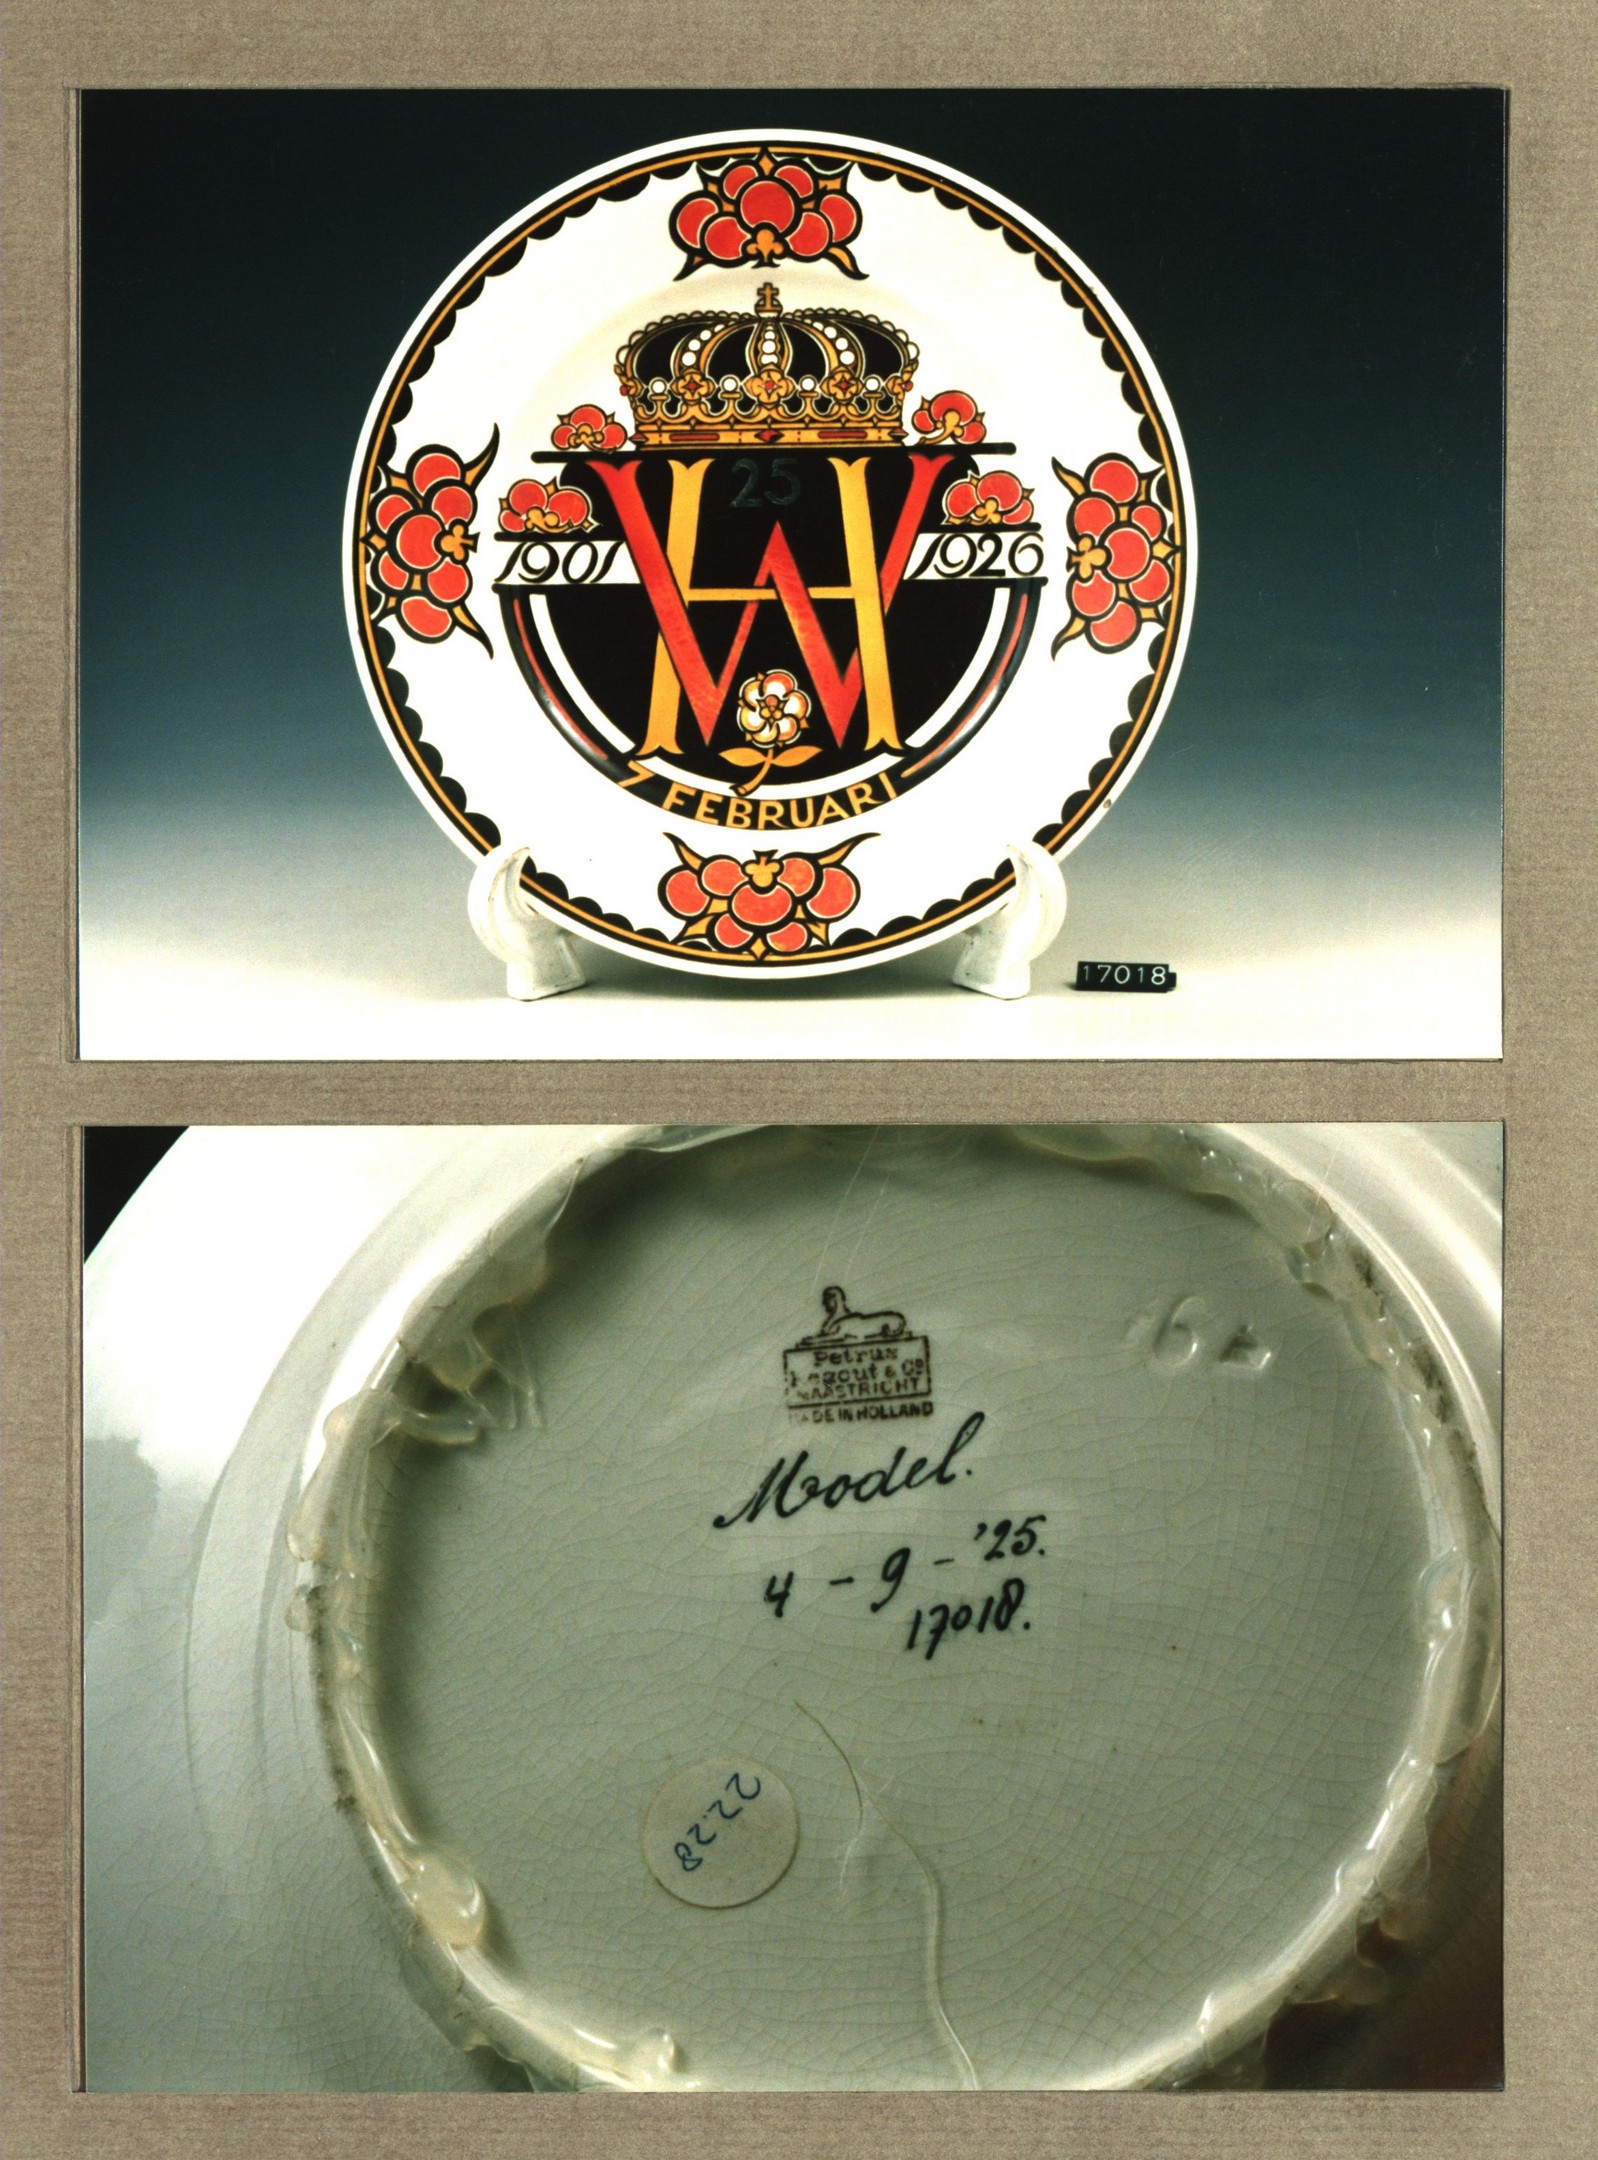 25
WH
1901 1926
7 FEBRUARI
17018
Petrus
Regout & Co
MAASTRICHT
MADE IN HOLLAND
Model.
4 - 9 - '25.
17018.
22.28